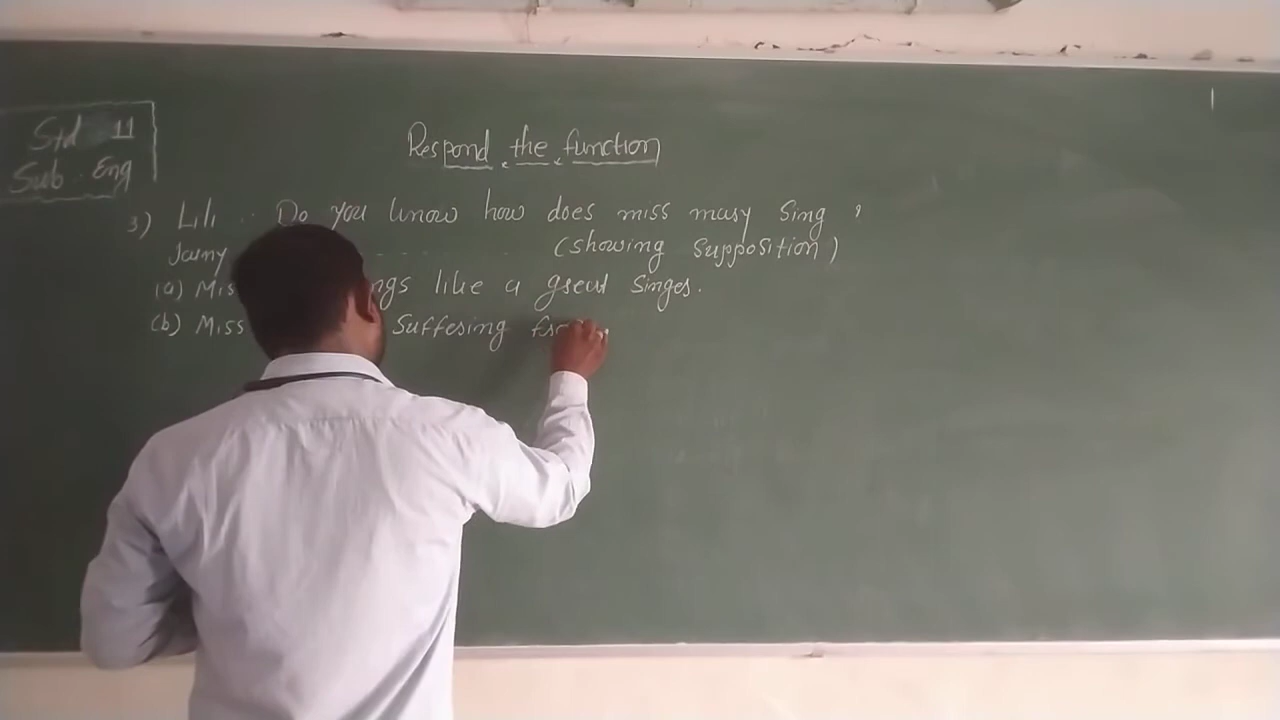 Std 11
Sub. Eng
Respond the function
3) Lili .. Do you know how does miss mary Sing ?
Jamy .... (showing Supposition)
(a) Mis ngs like a great Singer.
(b) Miss Suffering